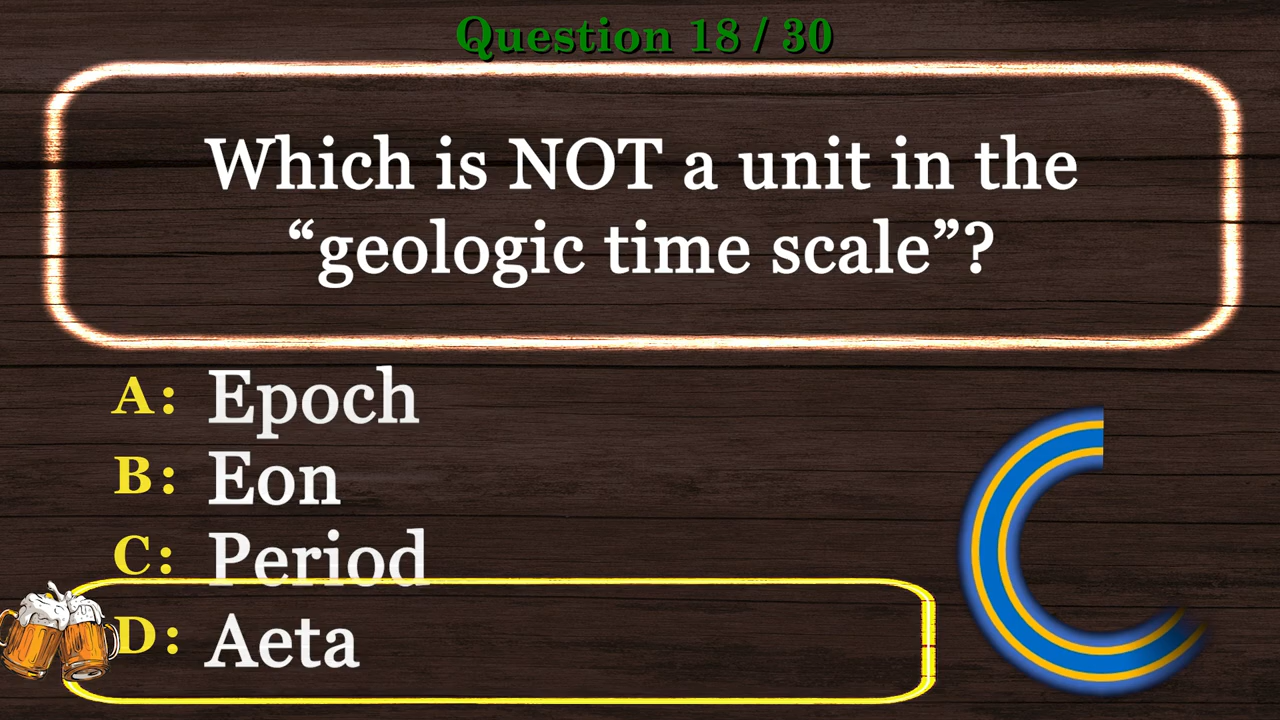 Question 18 / 30
Which is NOT a unit in the
“geologic time scale”?
A: Epoch
B: Eon
C: Period
D: Aeta